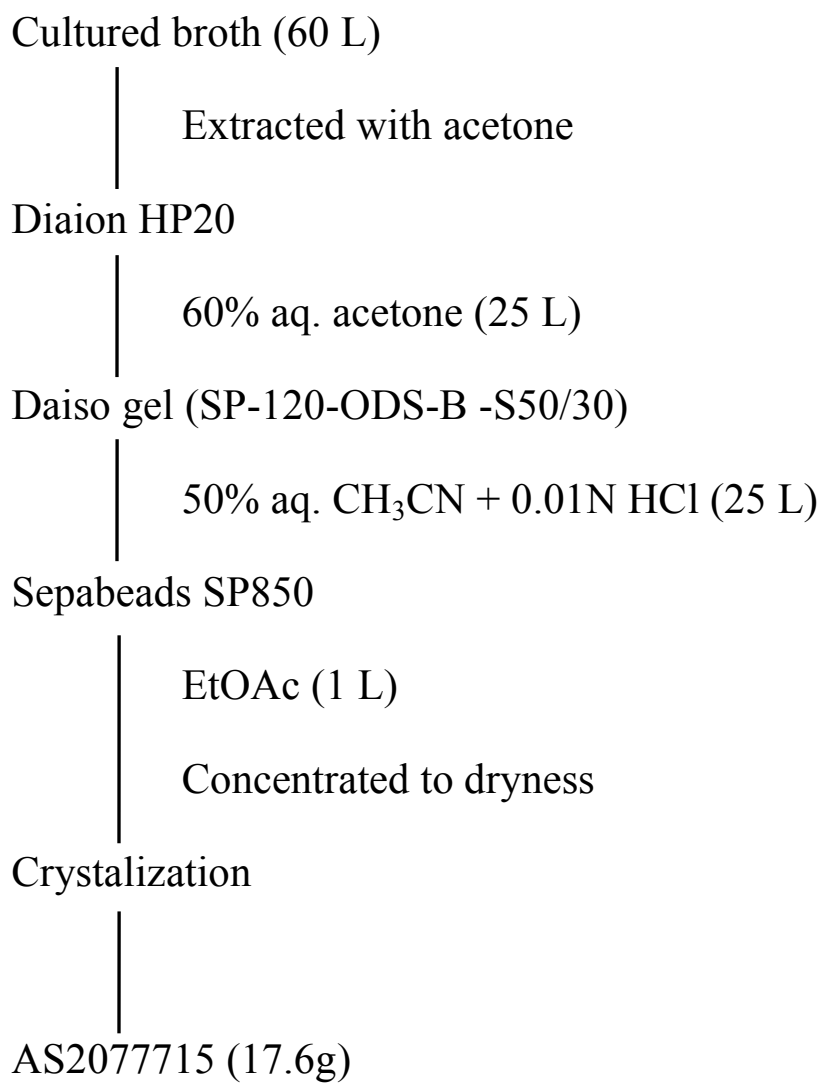 Cultured broth (60 L)
Extracted with acetone
Diaion HP20
60% aq. acetone (25 L)
Daiso gel (SP-120-ODS-B -S50/30)
50% aq. CH₃CN + 0.01N HCl (25 L)
Sepabeads SP850
EtOAc (1 L)
Concentrated to dryness
Crystalization
AS2077715 (17.6g)